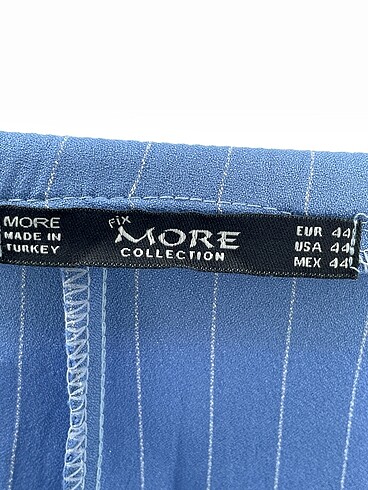 MORE
MADE IN
TURKEY
FiX
MORE
COLLECTION
EUR 44
USA 44
MEX 44